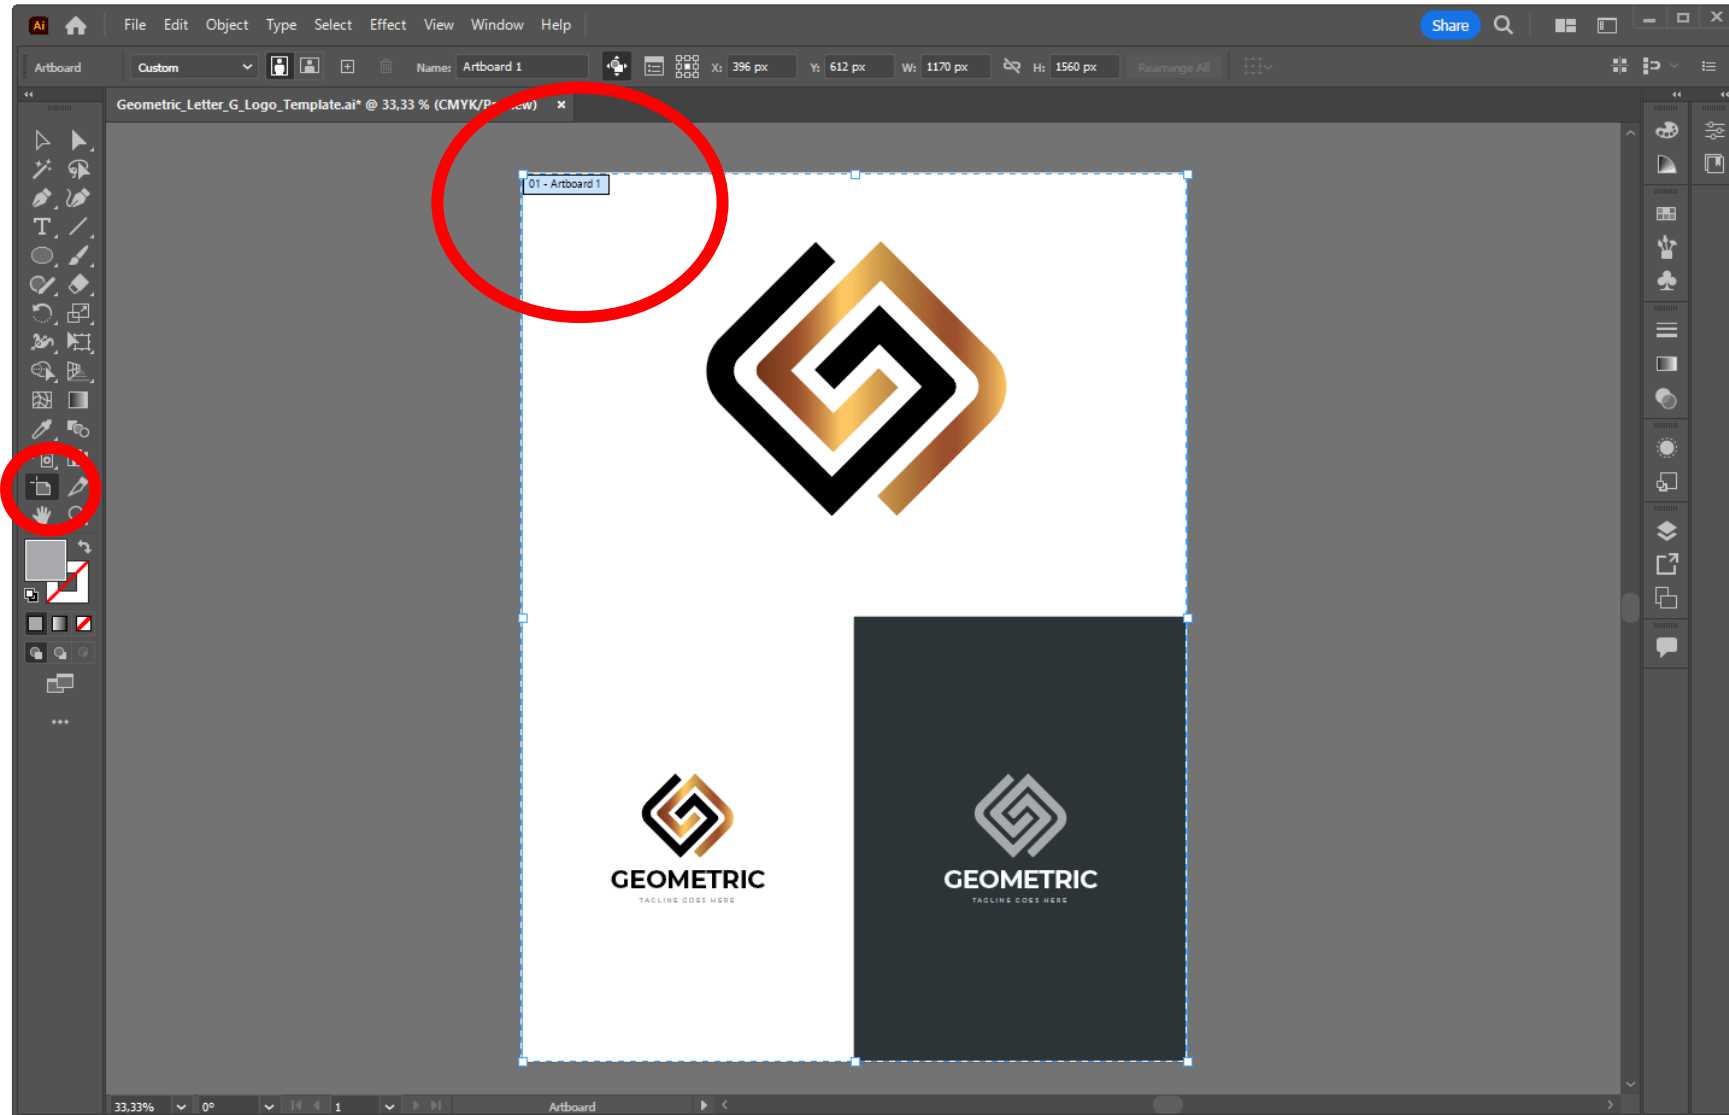 Ai File Edit Object Type Select Effect View Window Help Share
Artboard Custom Name: Artboard 1 X: 396 px Y: 612 px W: 1170 px H: 1560 px Rearrange All
Geometric_Letter_G_Logo_Template.ai* @ 33,33 % (CMYK/Preview) ×
01 - Artboard 1
GEOMETRIC
TAGLINE GOES HERE
GEOMETRIC
TAGLINE GOES HERE
33,33% 0° 1 Artboard